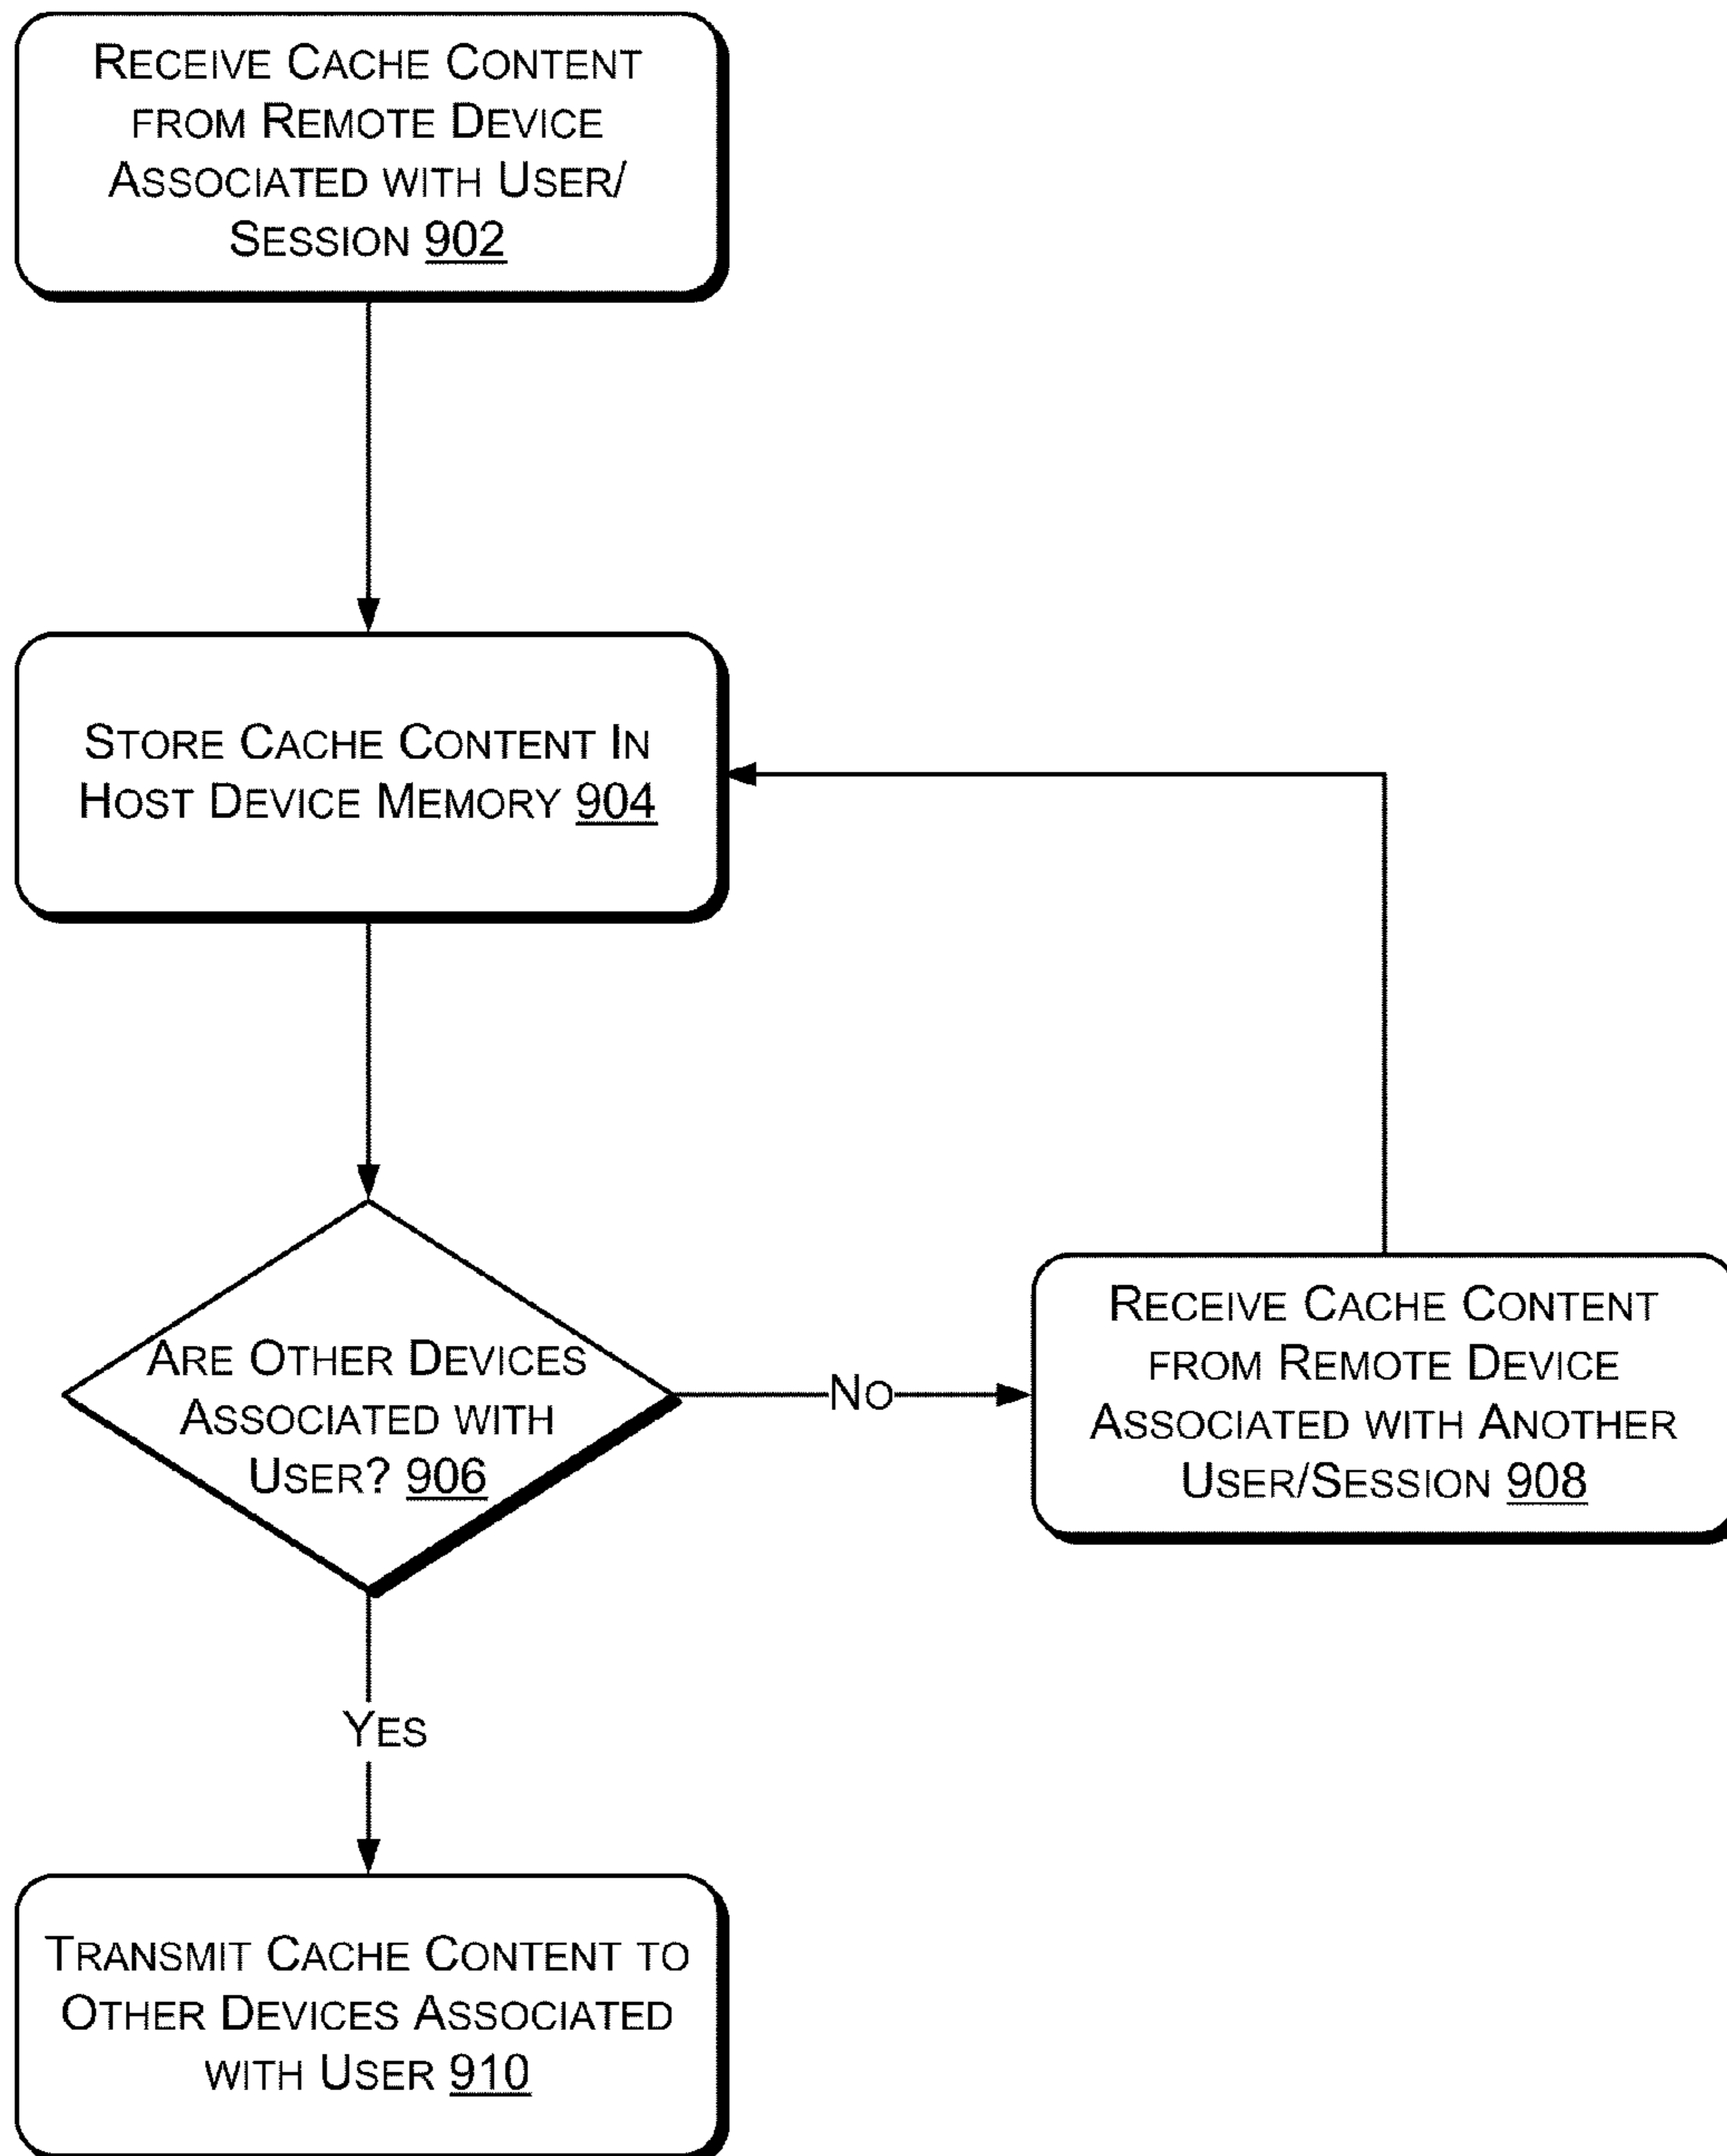 RECEIVE CACHE CONTENT
FROM REMOTE DEVICE
ASSOCIATED WITH USER/
SESSION 902
STORE CACHE CONTENT IN
HOST DEVICE MEMORY 904
ARE OTHER DEVICES
ASSOCIATED WITH
USER? 906
NO
RECEIVE CACHE CONTENT
FROM REMOTE DEVICE
ASSOCIATED WITH ANOTHER
USER/SESSION 908
YES
TRANSMIT CACHE CONTENT TO
OTHER DEVICES ASSOCIATED
WITH USER 910